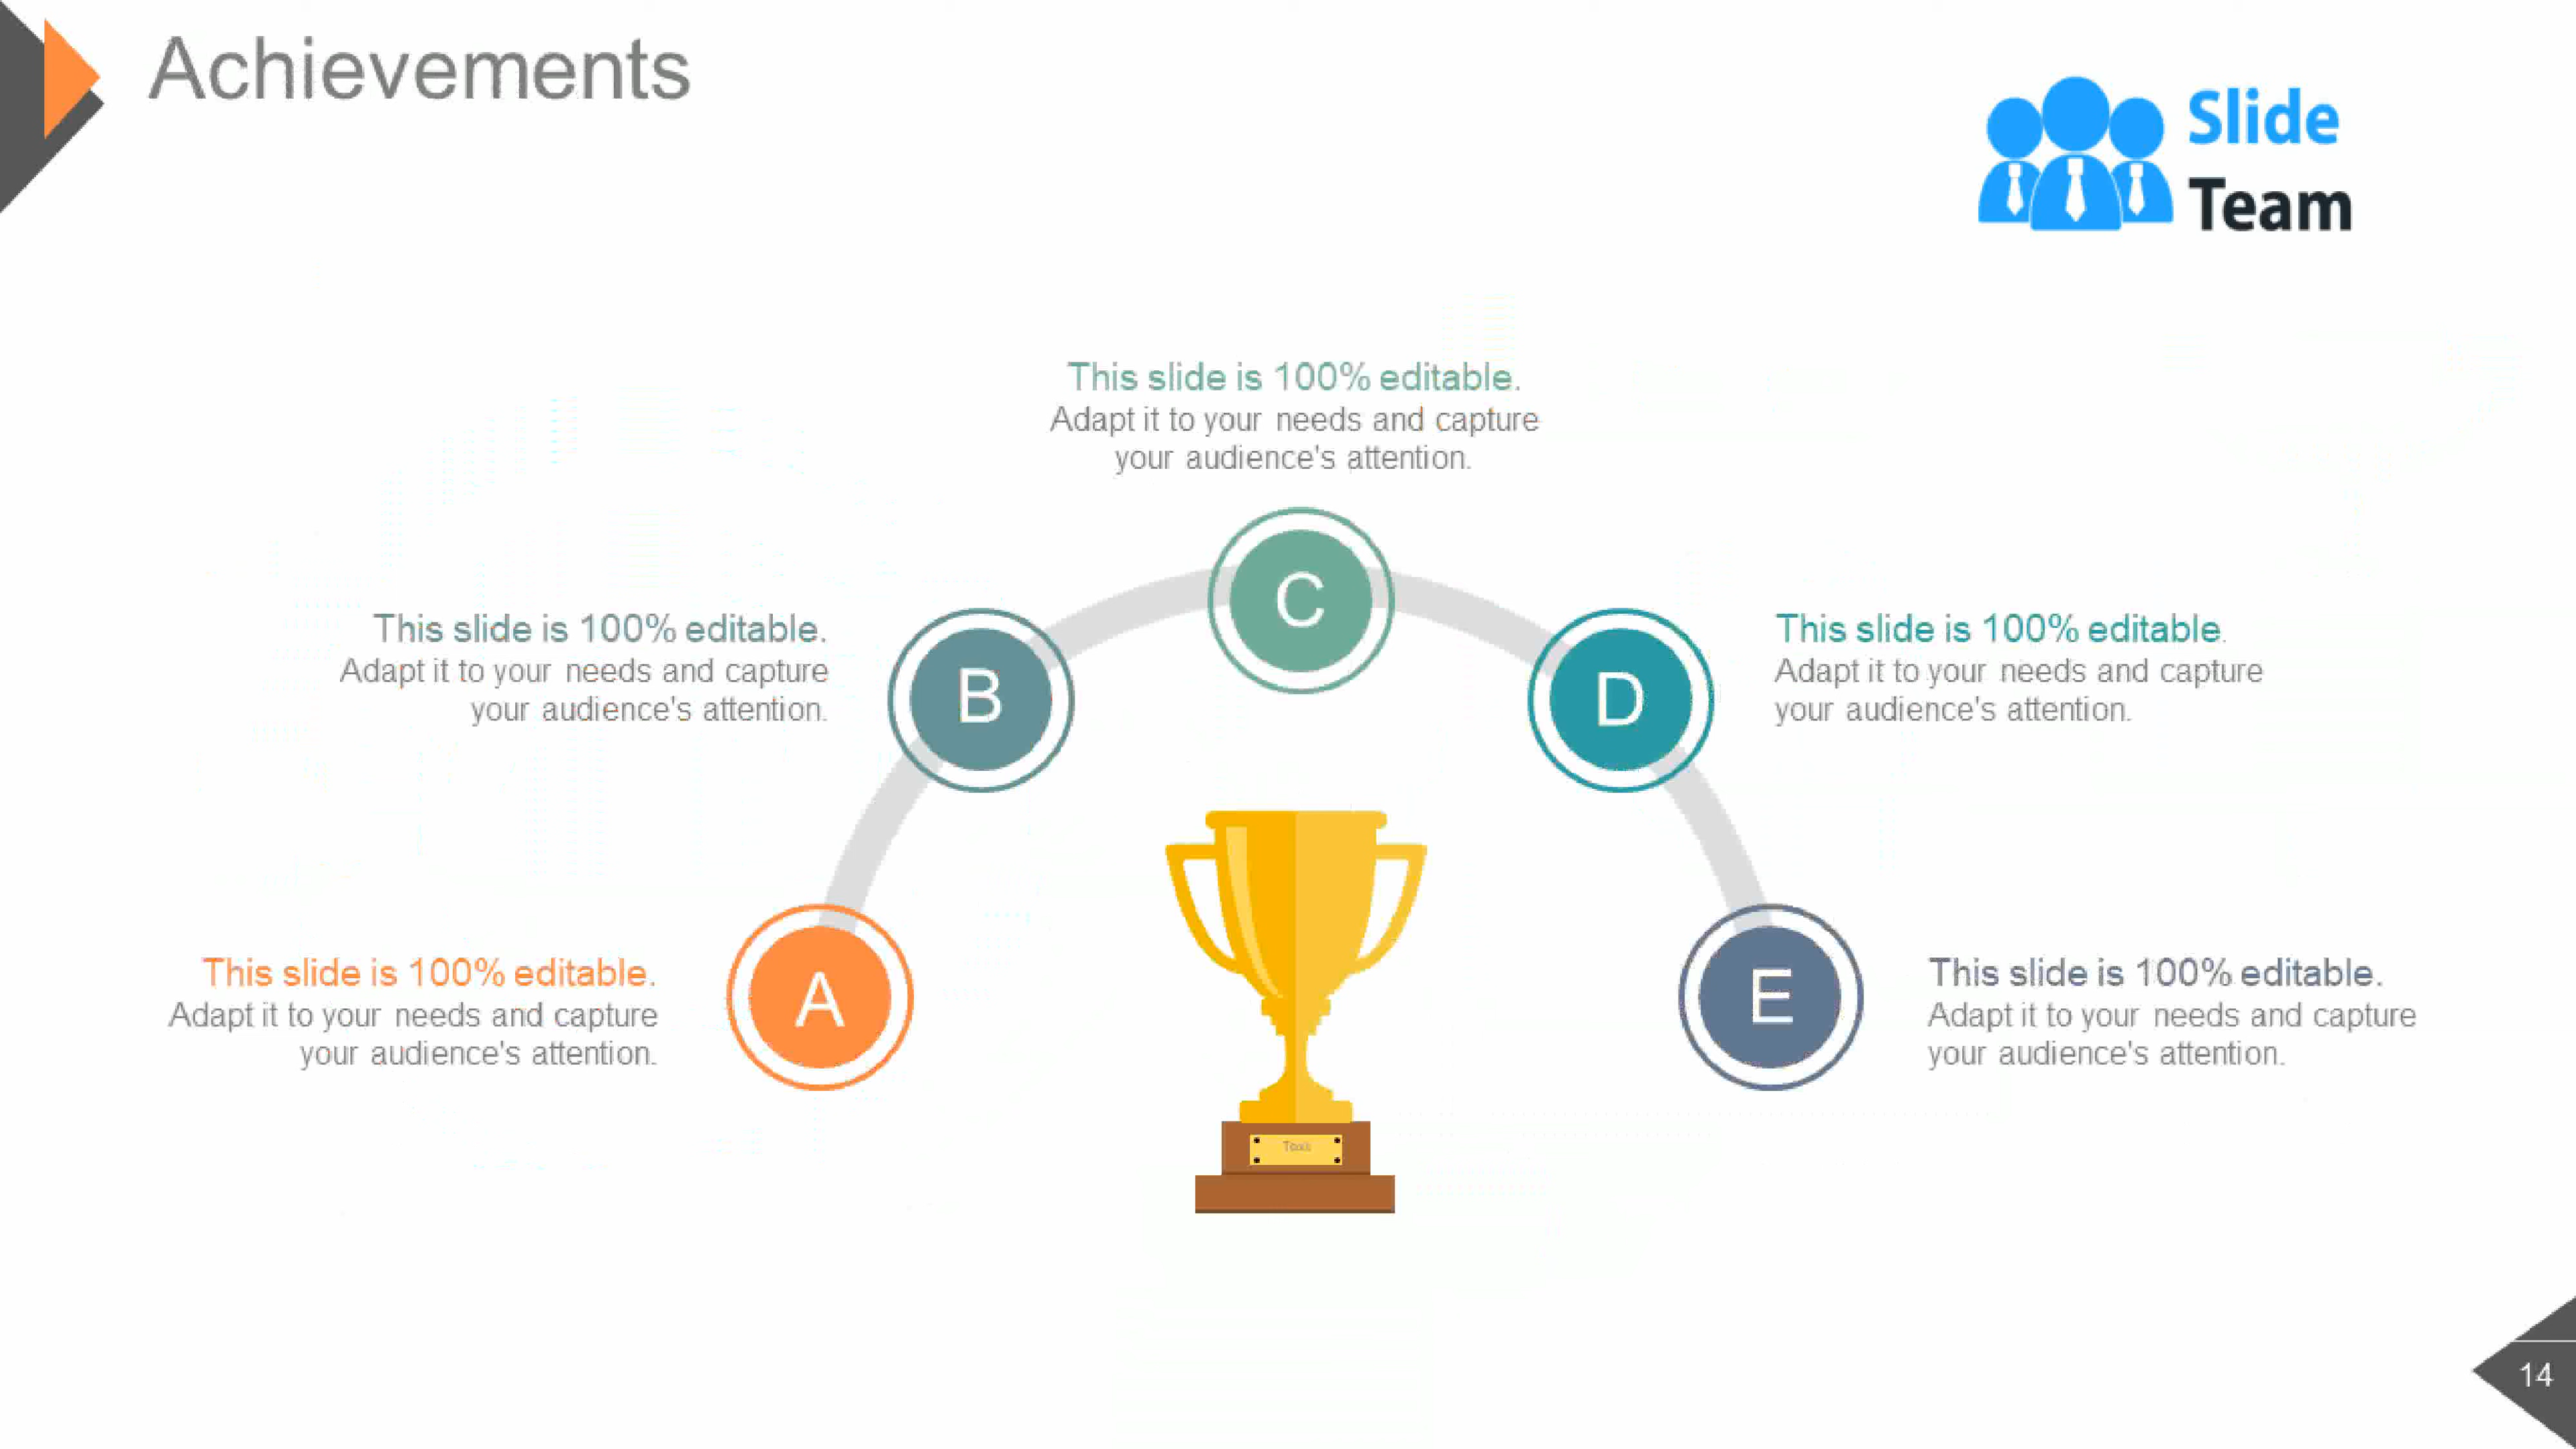 Achievements
Slide
Team
This slide is 100% editable.
Adapt it to your needs and capture
your audience's attention.
C
This slide is 100% editable.
Adapt it to your needs and capture
your audience's attention.
B
D
This slide is 100% editable.
Adapt it to your needs and capture
your audience's attention.
This slide is 100% editable.
Adapt it to your needs and capture
your audience's attention.
A
E
This slide is 100% editable.
Adapt it to your needs and capture
your audience's attention.
14